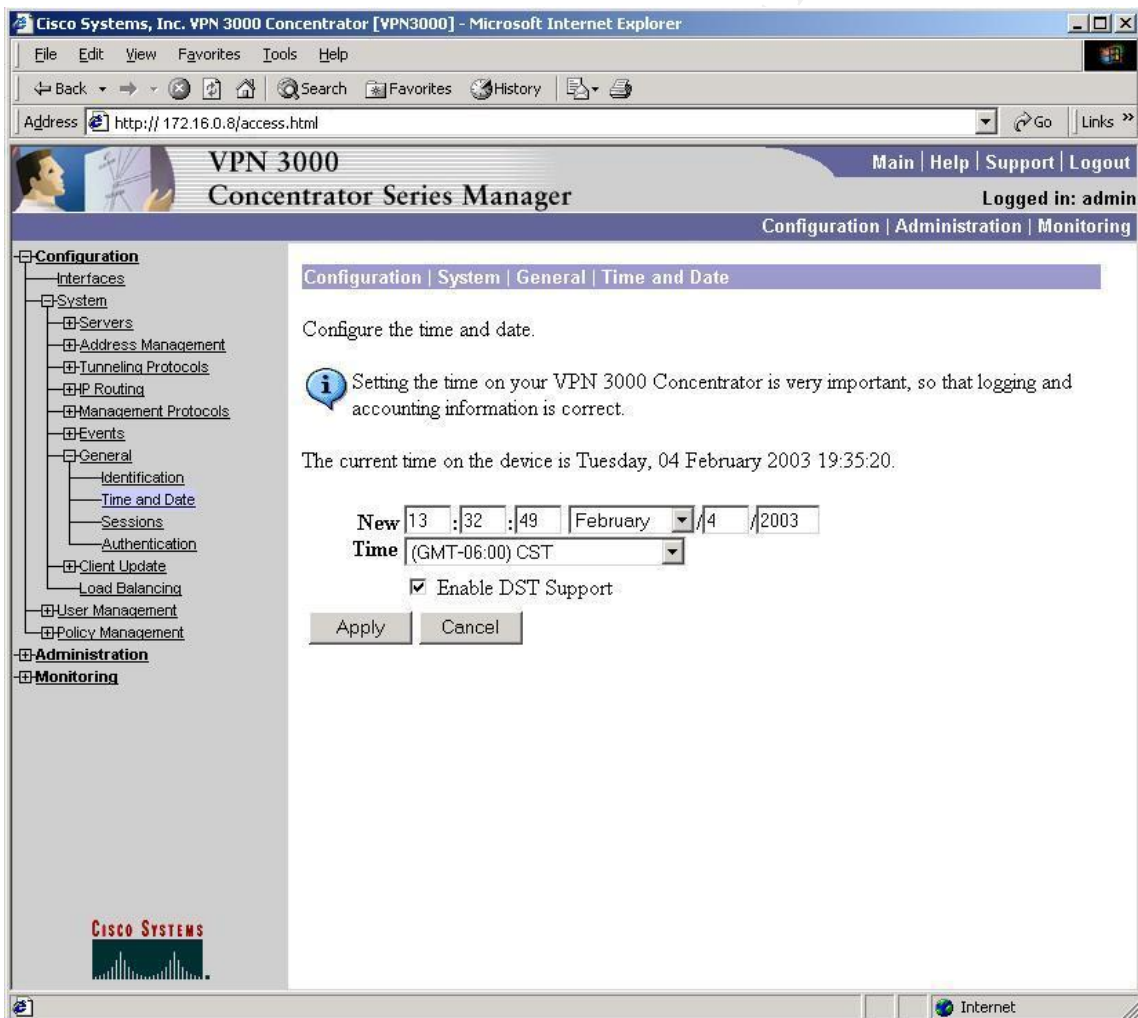 Cisco Systems, Inc. VPN 3000 Concentrator [VPN3000] - Microsoft Internet Explorer
File Edit View Favorites Tools Help
Back Search Favorites History
Address http:// 172.16.0.8/access.html Go Links »
VPN 3000
Concentrator Series Manager
Main | Help | Support | Logout
Logged in: admin
Configuration | Administration | Monitoring
Configuration
Interfaces
System
Servers
Address Management
Tunneling Protocols
IP Routing
Management Protocols
Events
General
Identification
Time and Date
Sessions
Authentication
Client Update
Load Balancing
User Management
Policy Management
Administration
Monitoring
CISCO SYSTEMS
Configuration | System | General | Time and Date
Configure the time and date.
Setting the time on your VPN 3000 Concentrator is very important, so that logging and
accounting information is correct.
The current time on the device is Tuesday, 04 February 2003 19:35:20.
New 13 : 32 : 49 February / 4 / 2003
Time (GMT-06:00) CST
Enable DST Support
Apply Cancel
Internet